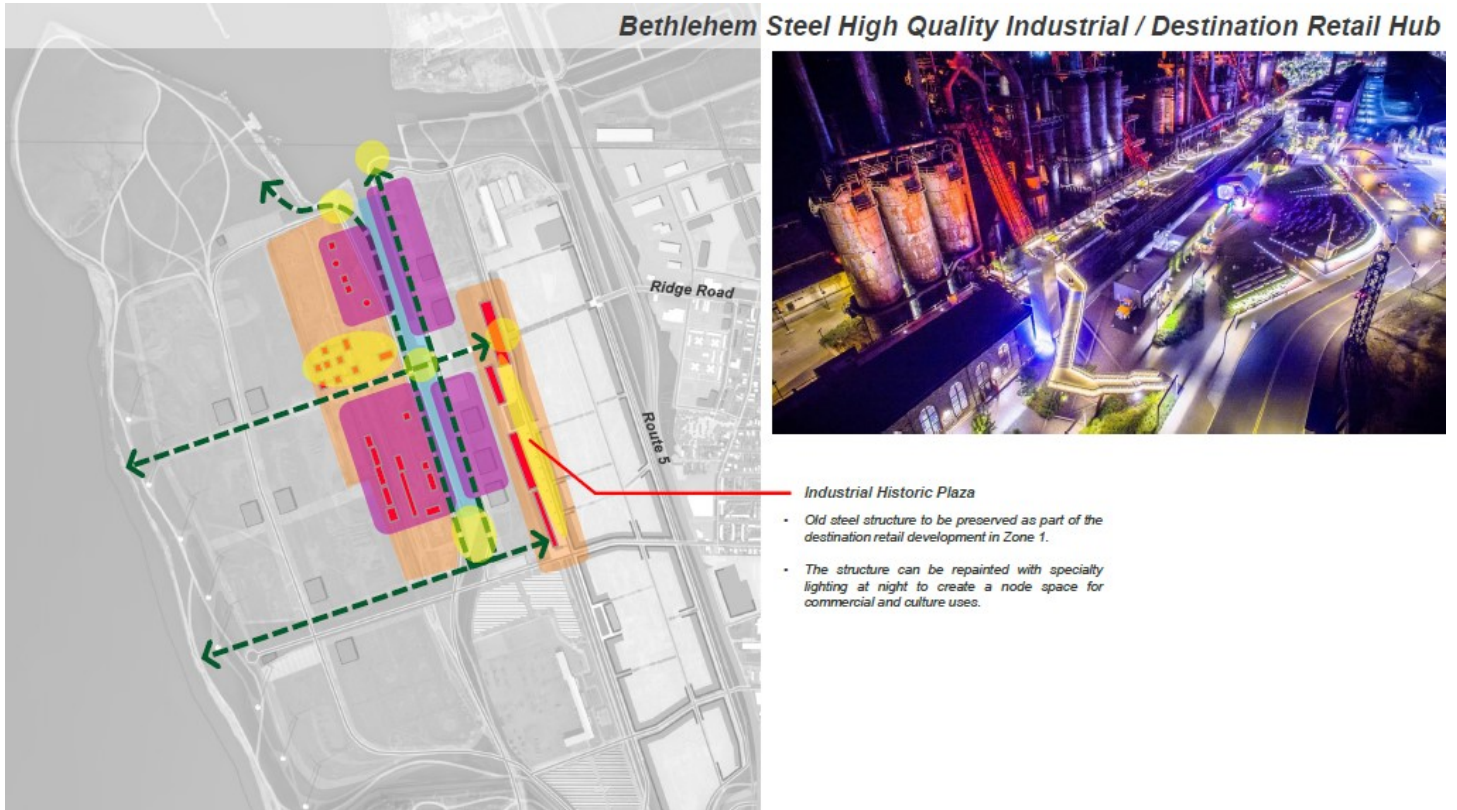 Bethlehem Steel High Quality Industrial / Destination Retail Hub
Ridge Road
Route 5
Industrial Historic Plaza
▪ Old steel structure to be preserved as part of the
destination retail development in Zone 1.
▪ The structure can be repainted with specialty
lighting at night to create a node space for
commercial and culture uses.